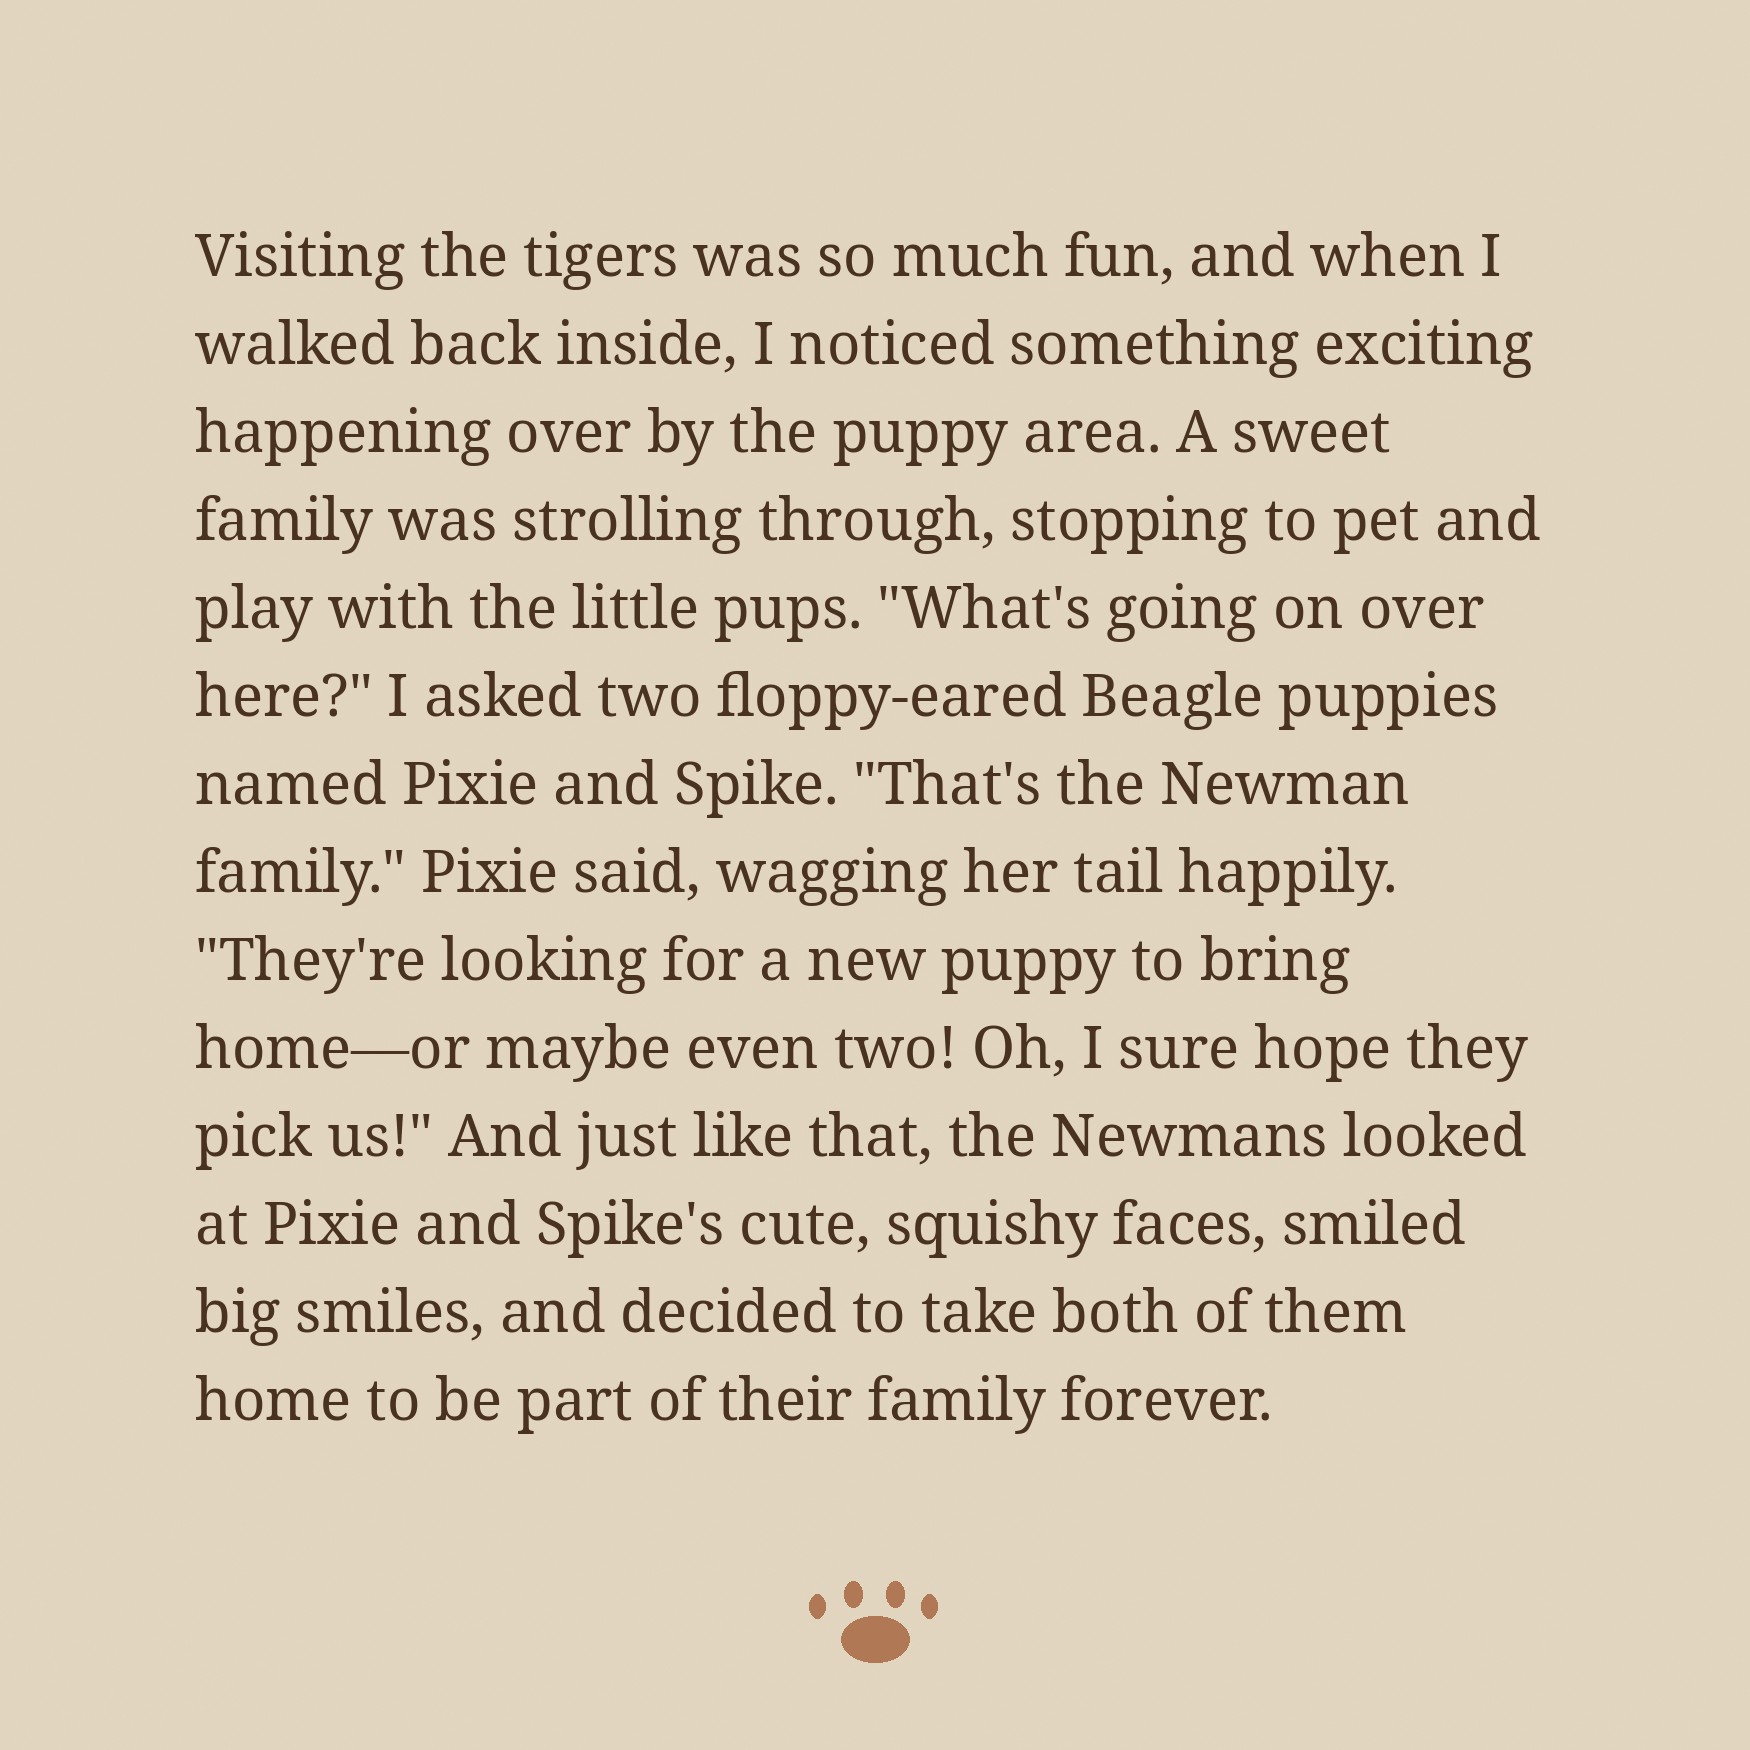 Visiting the tigers was so much fun, and when I
walked back inside, I noticed something exciting
happening over by the puppy area. A sweet
family was strolling through, stopping to pet and
play with the little pups. "What's going on over
here?" I asked two floppy-eared Beagle puppies
named Pixie and Spike. "That's the Newman
family." Pixie said, wagging her tail happily.
"They're looking for a new puppy to bring
home—or maybe even two! Oh, I sure hope they
pick us!" And just like that, the Newmans looked
at Pixie and Spike's cute, squishy faces, smiled
big smiles, and decided to take both of them
home to be part of their family forever.